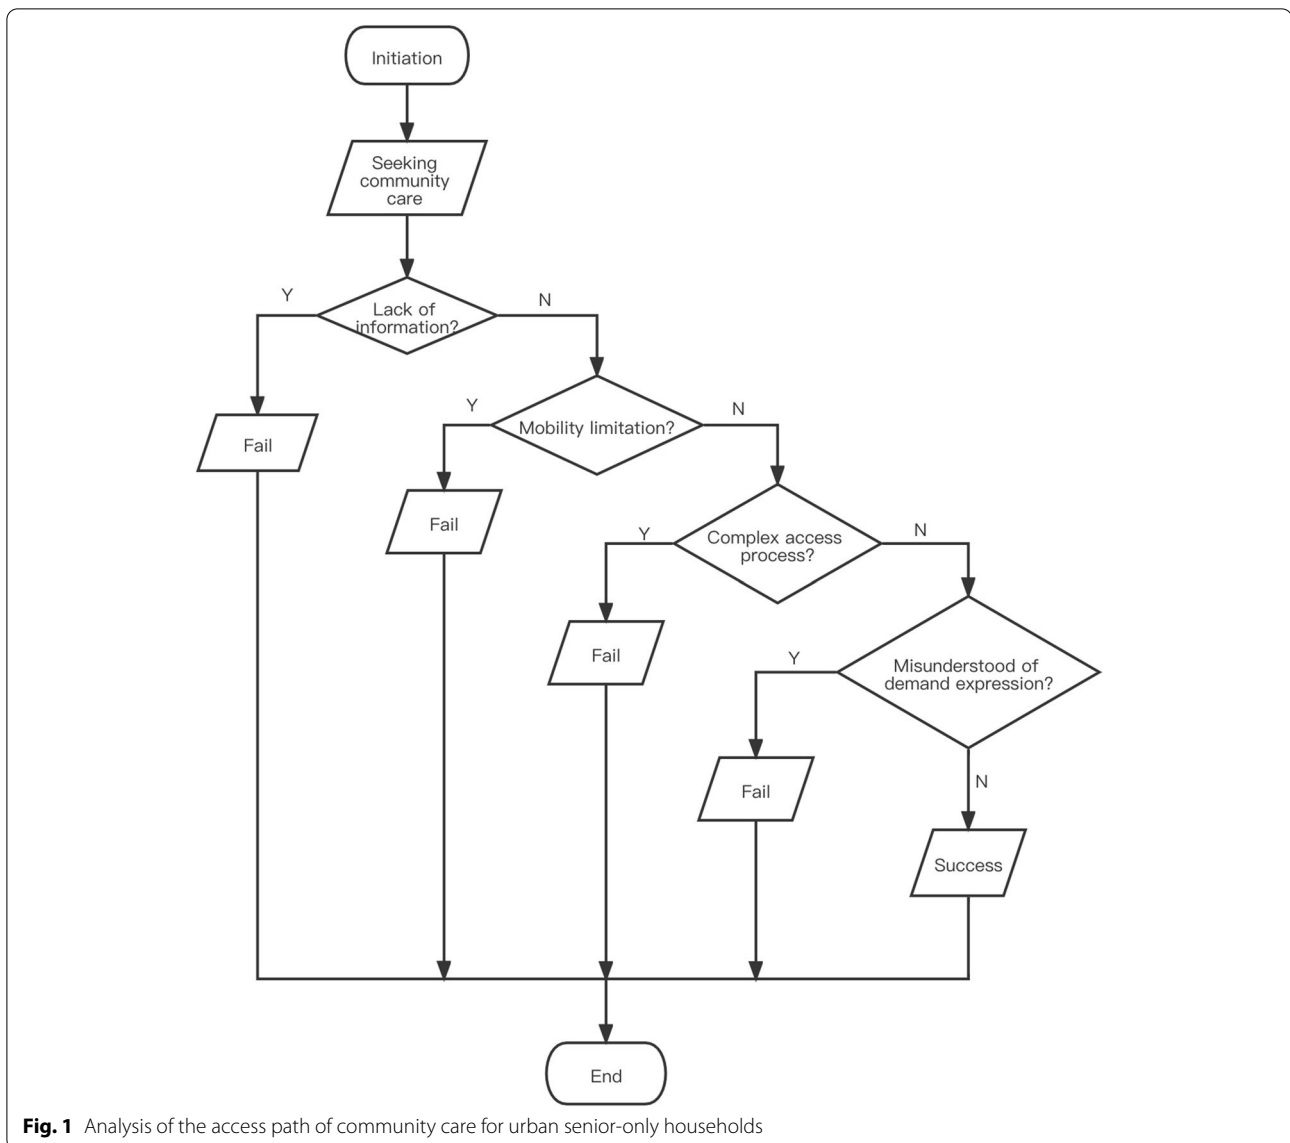 Initiation
Seeking
community
care
Lack of
information?
Y
N
Fail
Mobility limitation?
Y
N
Fail
Complex access
process?
Y
N
Fail
Misunderstood of
demand expression?
Y
N
Fail
Success
End
Fig. 1 Analysis of the access path of community care for urban senior-only households